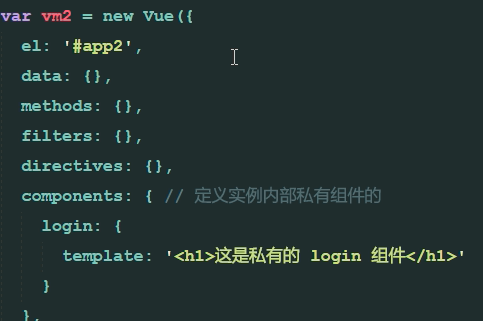 var vm2 = new Vue({
el: '#app2',
data: {},
methods: {},
filters: {},
directives: {},
components: { // 定义实例内部私有组件的
login: {
template: '<h1>这是私有的 login 组件</h1>'
}
},